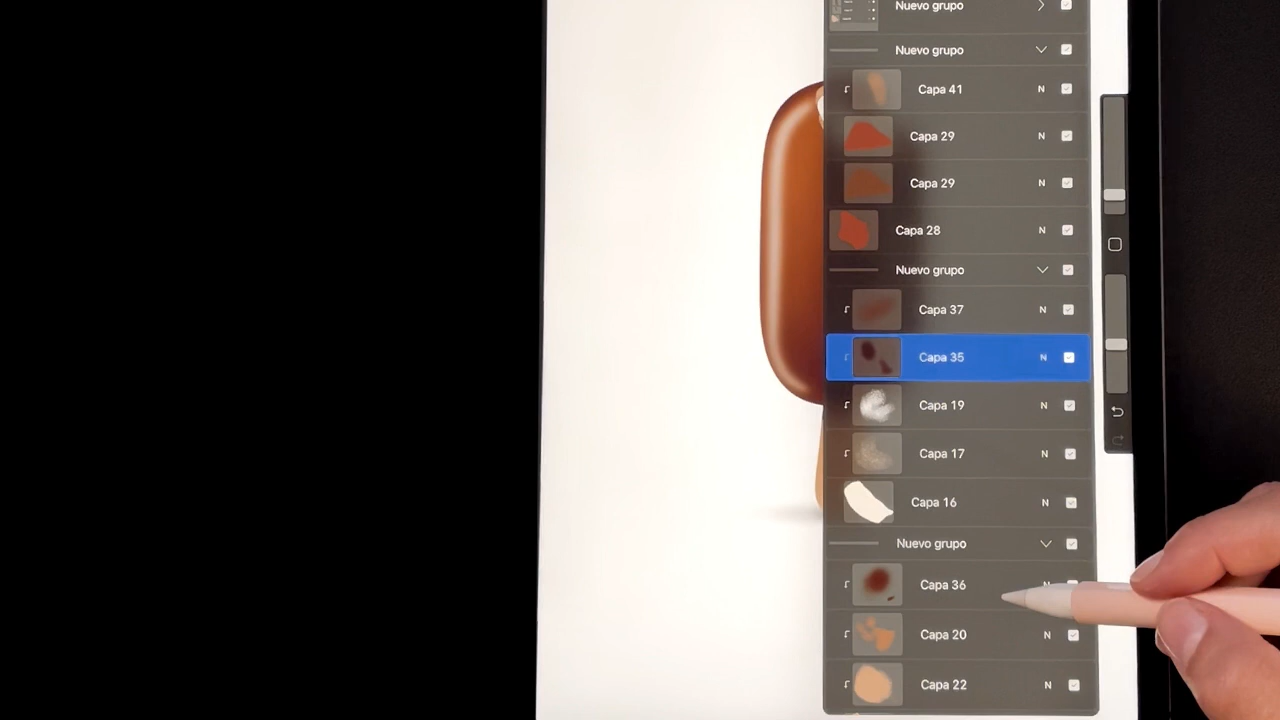 Nuevo grupo
Nuevo grupo
Capa 41 N
Capa 29 N
Capa 29 N
Capa 28 N
Nuevo grupo
Capa 37 N
Capa 35 N
Capa 19 N
Capa 17 N
Capa 16 N
Nuevo grupo
Capa 36 N
Capa 20 N
Capa 22 N